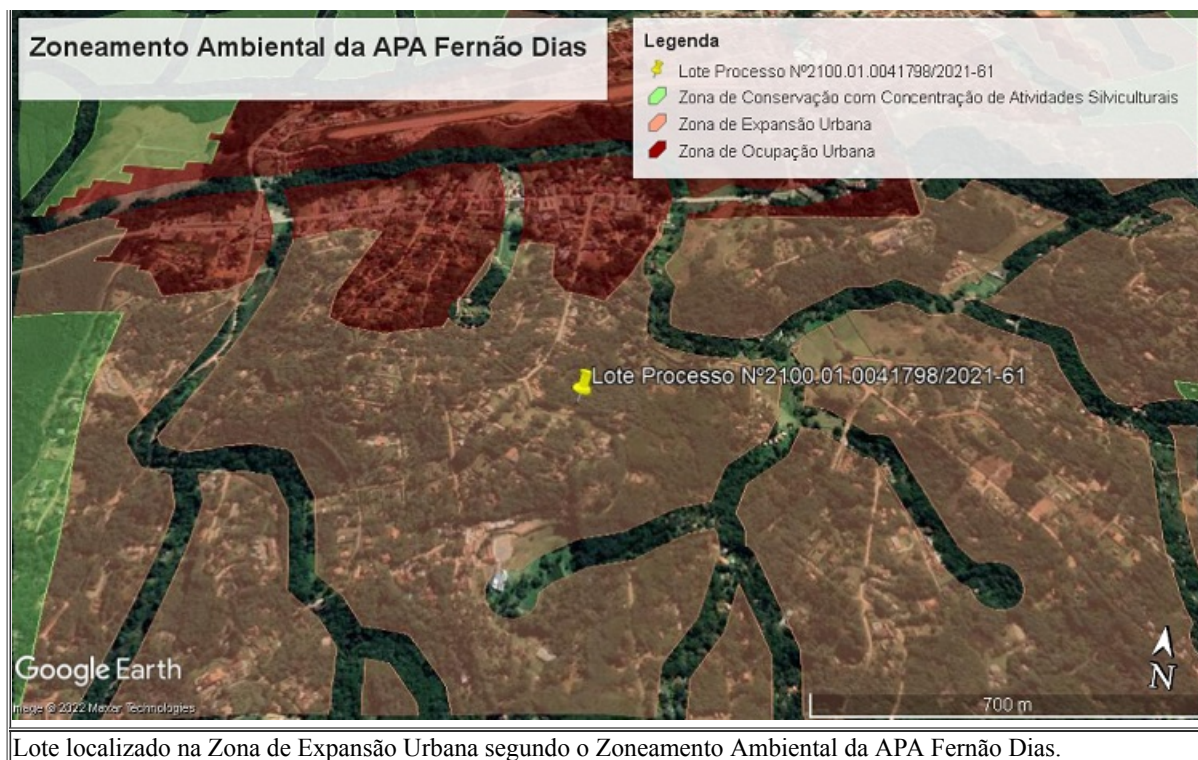 Zoneamento Ambiental da APA Fernão Dias
Legenda
Lote Processo Nº2100.01.0041798/2021-61
Zona de Conservação com Concentração de Atividades Silviculturais
Zona de Expansão Urbana
Zona de Ocupação Urbana
Lote Processo Nº2100.01.0041798/2021-61
Google Earth
Image © 2022 Maxar Technologies
700 m
N
Lote localizado na Zona de Expansão Urbana segundo o Zoneamento Ambiental da APA Fernão Dias.